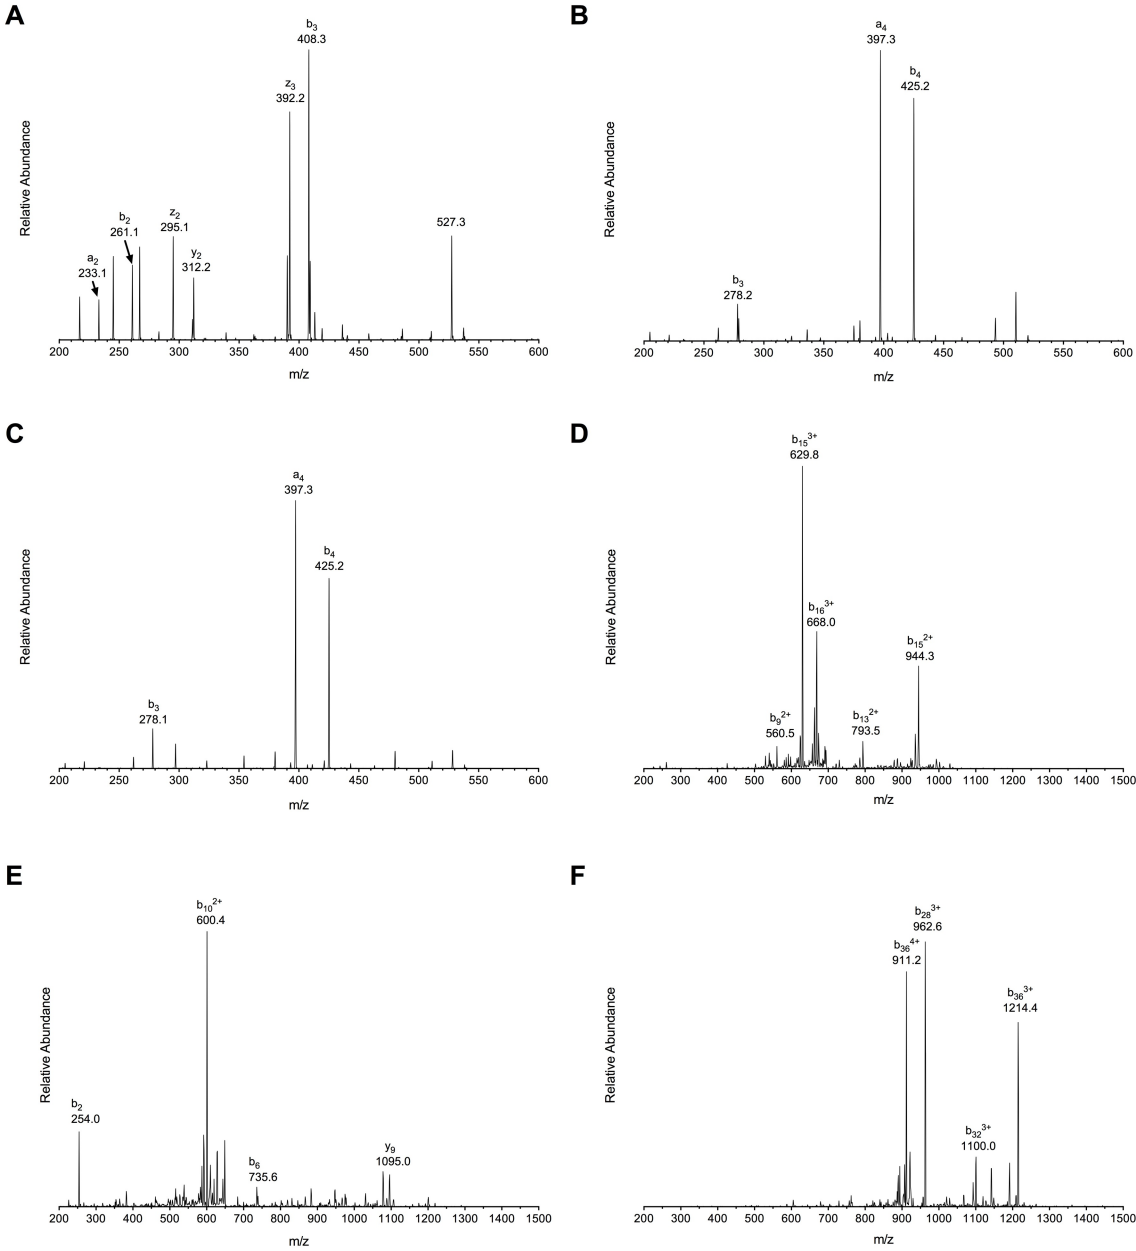 A
b3
408.3
z3
392.2
b2
261.1
z2
295.1
a2
233.1
y2
312.2
527.3
Relative Abundance
200 250 300 350 400 450 500 550 600
m/z
B
a4
397.3
b4
425.2
b3
278.2
Relative Abundance
200 250 300 350 400 450 500 550 600
m/z
C
a4
397.3
b4
425.2
b3
278.1
Relative Abundance
200 250 300 350 400 450 500 550 600
m/z
D
b15 3+
629.8
b16 3+
668.0
b15 2+
944.3
b9 2+
560.5
b13 2+
793.5
Relative Abundance
200 300 400 500 600 700 800 900 1000 1100 1200 1300 1400 1500
m/z
E
b10 2+
600.4
b2
254.0
b6
735.6
y9
1095.0
Relative Abundance
200 300 400 500 600 700 800 900 1000 1100 1200 1300 1400 1500
m/z
F
b28 3+
962.6
b36 4+
911.2
b36 3+
1214.4
b32 3+
1100.0
Relative Abundance
200 300 400 500 600 700 800 900 1000 1100 1200 1300 1400 1500
m/z